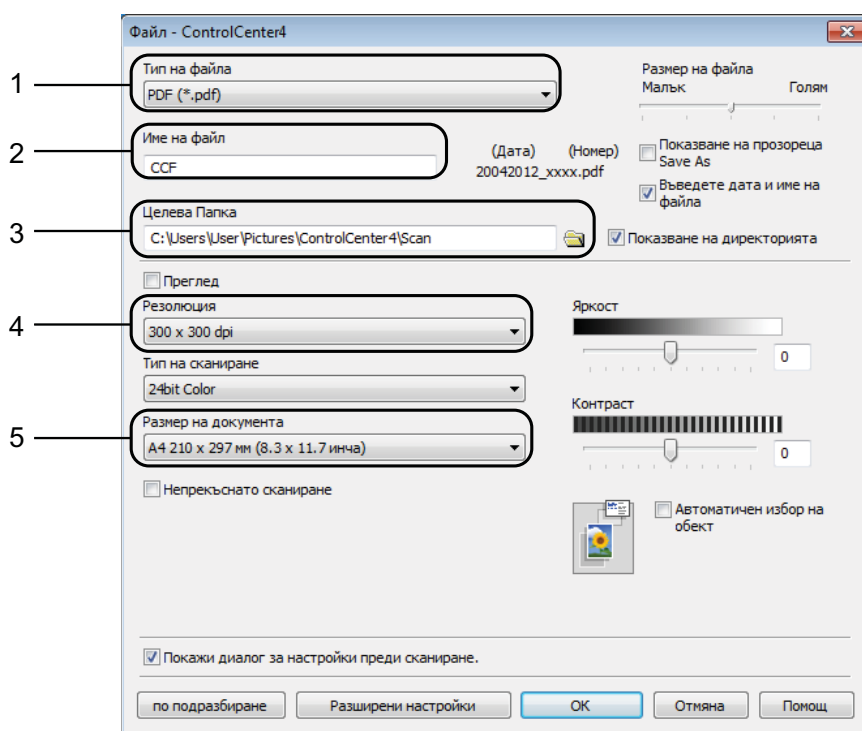 Файл - ControlCenter4
1
Тип на файла
PDF (*.pdf)
Размер на файла
Малък Голям
2
Име на файл
CCF
(Дата) (Номер)
20042012_xxxx.pdf
Показване на прозореца
Save As
Въведете дата и име на
файла
3
Целева Папка
C:\Users\User\Pictures\ControlCenter4\Scan
Показване на директорията
Преглед
4
Резолюция
300 x 300 dpi
Тип на сканиране
24bit Color
5
Размер на документа
A4 210 x 297 мм (8.3 x 11.7 инча)
Непрекъснато сканиране
Яркост
0
Контраст
0
Автоматичен избор на
обект
Покажи диалог за настройки преди сканиране.
по подразбиране Разширени настройки OK Отмяна Помощ